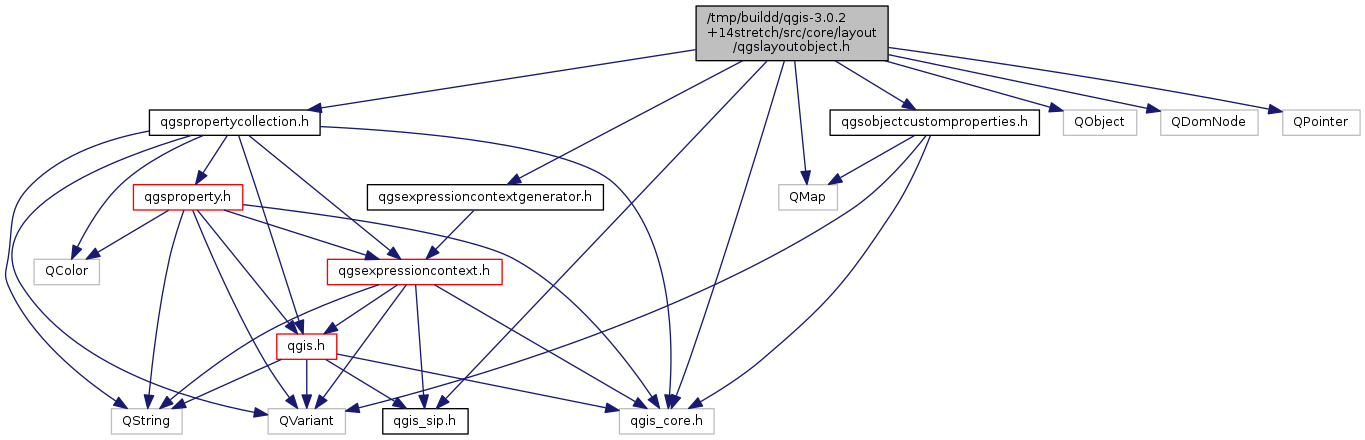 /tmp/buildd/qgis-3.0.2
+14stretch/src/core/layout
/qgslayoutobject.h
qgspropertycollection.h
qgsobjectcustomproperties.h
QObject
QDomNode
QPointer
qgsproperty.h
qgsexpressioncontextgenerator.h
QMap
QColor
qgsexpressioncontext.h
qgis.h
QString
QVariant
qgis_sip.h
qgis_core.h